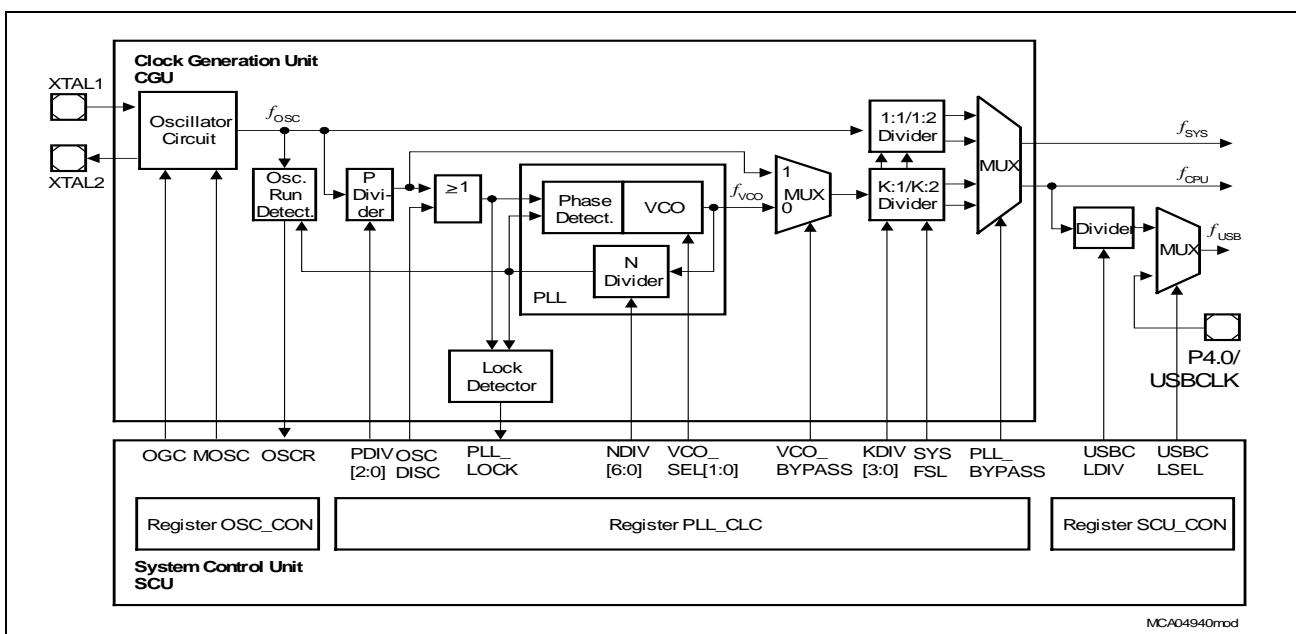 Clock Generation Unit
CGU
XTAL1
XTAL2
Oscillator
Circuit
fOSC
Osc.
Run
Detect.
P
Divi-
der
≥1
Phase
Detect.
VCO
fVCO
N
Divider
PLL
Lock
Detector
1
MUX
0
1:1/1:2
Divider
K:1/K:2
Divider
MUX
fSYS
fCPU
Divider
MUX
fUSB
P4.0/
USBCLK
OGC
MOSC
OSCR
PDIV
[2:0]
OSC
DISC
PLL_
LOCK
NDIV
[6:0]
VCO_
SEL[1:0]
VCO_
BYPASS
KDIV
[3:0]
SYS
FSL
PLL_
BYPASS
USBC
LDIV
USBC
LSEL
Register OSC_CON
Register PLL_CLC
Register SCU_CON
System Control Unit
SCU
MCA04940mod